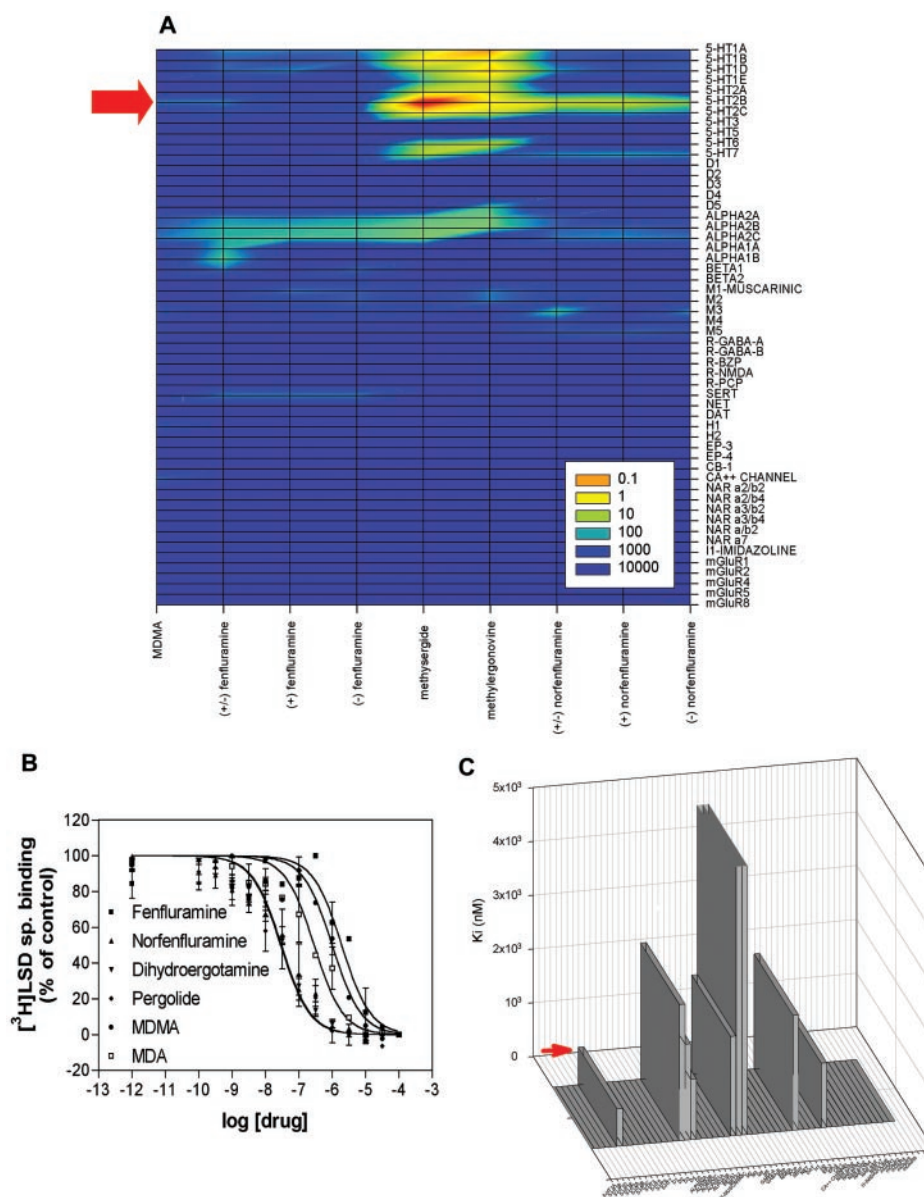 A
5-HT1A
5-HT1B
5-HT1D
5-HT1E
5-HT2A
5-HT2B
5-HT2C
5-HT3
5-HT5
5-HT6
5-HT7
D1
D2
D3
D4
D5
ALPHA2A
ALPHA2B
ALPHA2C
ALPHA1A
ALPHA1B
BETA1
BETA2
M1-MUSCARINIC
M2
M3
M4
M5
R-GABA-A
R-GABA-B
R-BZP
R-NMDA
R-PCP
SERT
NET
DAT
H1
H2
EP-3
EP-4
CB-1
CA++ CHANNEL
NAR a2/b2
NAR a2/b4
NAR a3/b2
NAR a3/b4
NAR a/b2
NAR a7
I1-IMIDAZOLINE
mGluR1
mGluR2
mGluR4
mGluR5
mGluR8
0.1
1
10
100
1000
10000
MDMA
(+/-) fenfluramine
(+) fenfluramine
(-) fenfluramine
methysergide
methylergonovine
(+/-) norfenfluramine
(+) norfenfluramine
(-) norfenfluramine
B
[³H]LSD sp. binding
(% of control)
120
100
80
60
40
20
0
-20
Fenfluramine
Norfenfluramine
Dihydroergotamine
Pergolide
MDMA
MDA
-13 -12 -11 -10 -9 -8 -7 -6 -5 -4 -3
log [drug]
C
Ki (nM)
5x10³
4x10³
3x10³
2x10³
10³
0